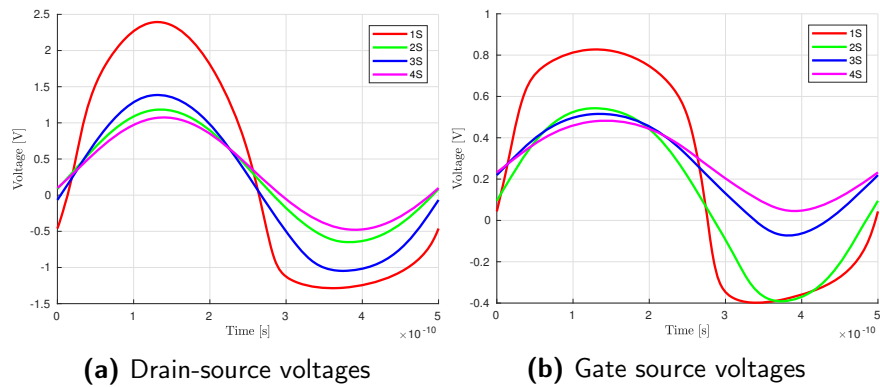 2.5
2
1.5
1
0.5
0
-0.5
-1
-1.5
Voltage [V]
1S
2S
3S
4S
0 1 2 3 4 5
Time [s]
×10-10
(a) Drain-source voltages
1
0.8
0.6
0.4
0.2
0
-0.2
-0.4
Voltage [V]
1S
2S
3S
4S
0 1 2 3 4 5
Time [s]
×10-10
(b) Gate source voltages